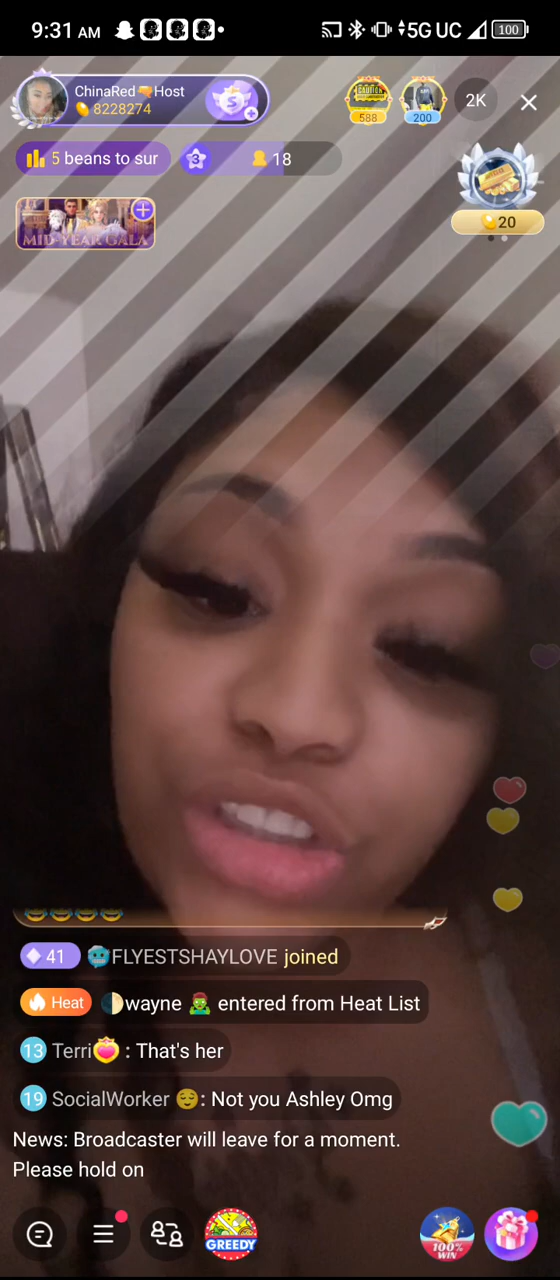 9:31 AM
5G UC
100
ChinaRed Host
8228274
S
588
200
2K
5 beans to sur
3
18
20
MID-YEAR GALA
41 FLYESTSHAYLOVE joined
Heat wayne entered from Heat List
13 Terri : That's her
19 SocialWorker : Not you Ashley Omg
News: Broadcaster will leave for a moment.
Please hold on
GREEDY
100%
WIN